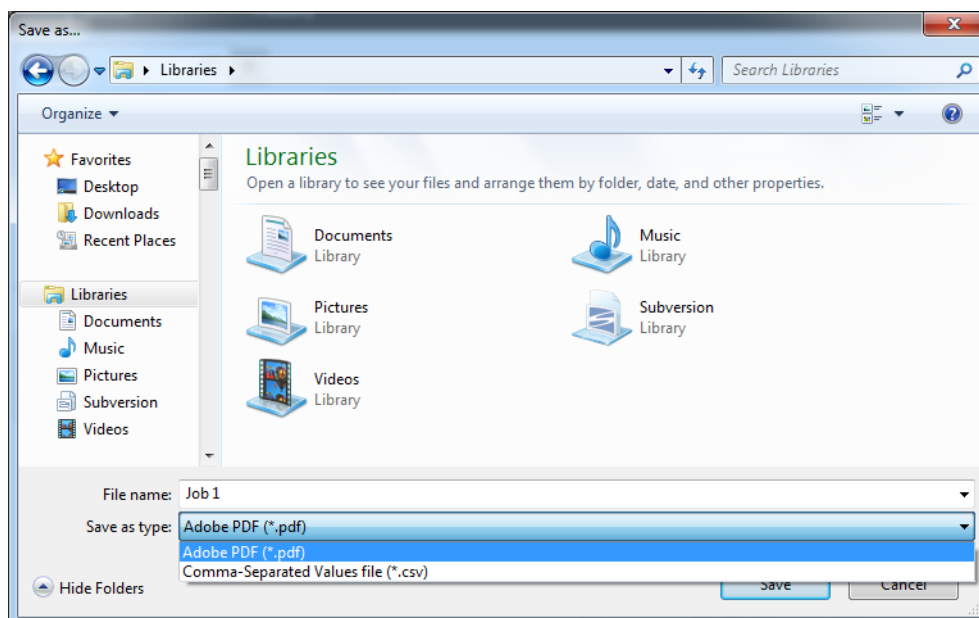 Save as...
Libraries
Search Libraries
Organize
Favorites
Desktop
Downloads
Recent Places
Libraries
Documents
Music
Pictures
Subversion
Videos
Libraries
Open a library to see your files and arrange them by folder, date, and other properties.
Documents
Library
Music
Library
Pictures
Library
Subversion
Library
Videos
Library
File name: Job 1
Save as type: Adobe PDF (*.pdf)
Adobe PDF (*.pdf)
Comma-Separated Values file (*.csv)
Hide Folders
Save
Cancel